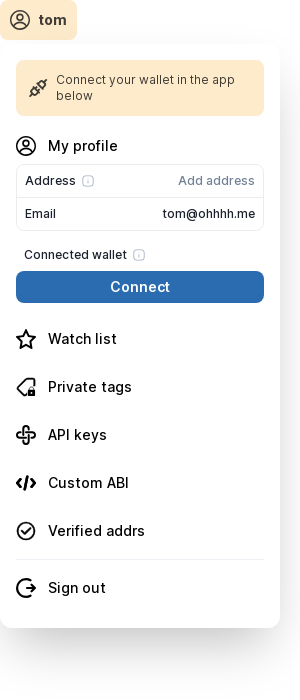 tom
Connect your wallet in the app
below
My profile
Address Add address
Email tom@ohhhh.me
Connected wallet
Connect
Watch list
Private tags
API keys
Custom ABI
Verified addrs
Sign out